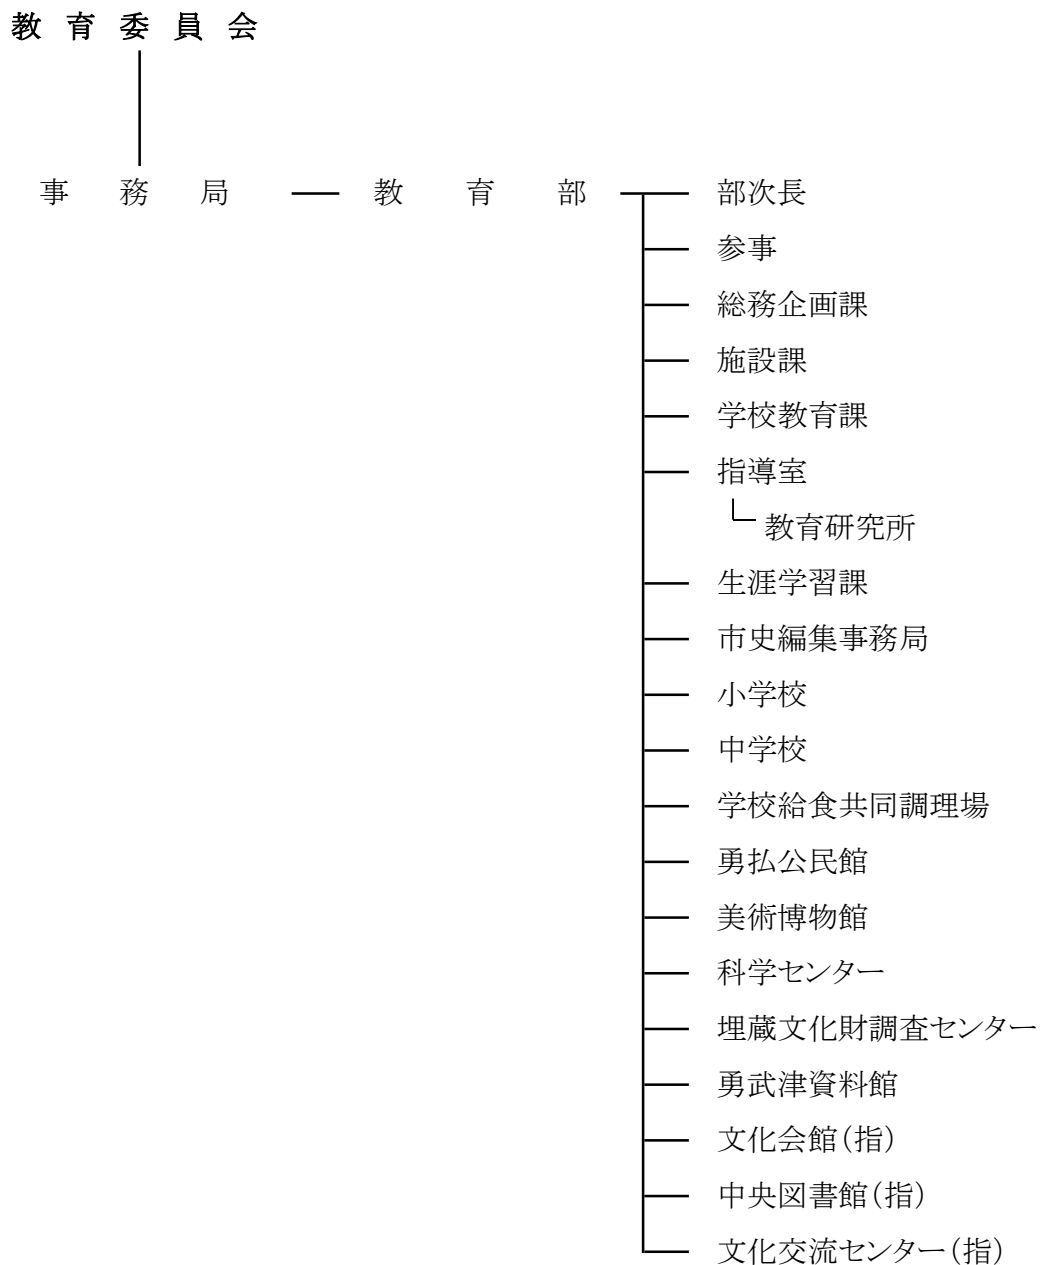 教育委員会
事務局 教育部 部次長
参事
総務企画課
施設課
学校教育課
指導室
教育研究所
生涯学習課
市史編集事務局
小学校
中学校
学校給食共同調理場
勇払公民館
美術博物館
科学センター
埋蔵文化財調査センター
勇武津資料館
文化会館(指)
中央図書館(指)
文化交流センター(指)